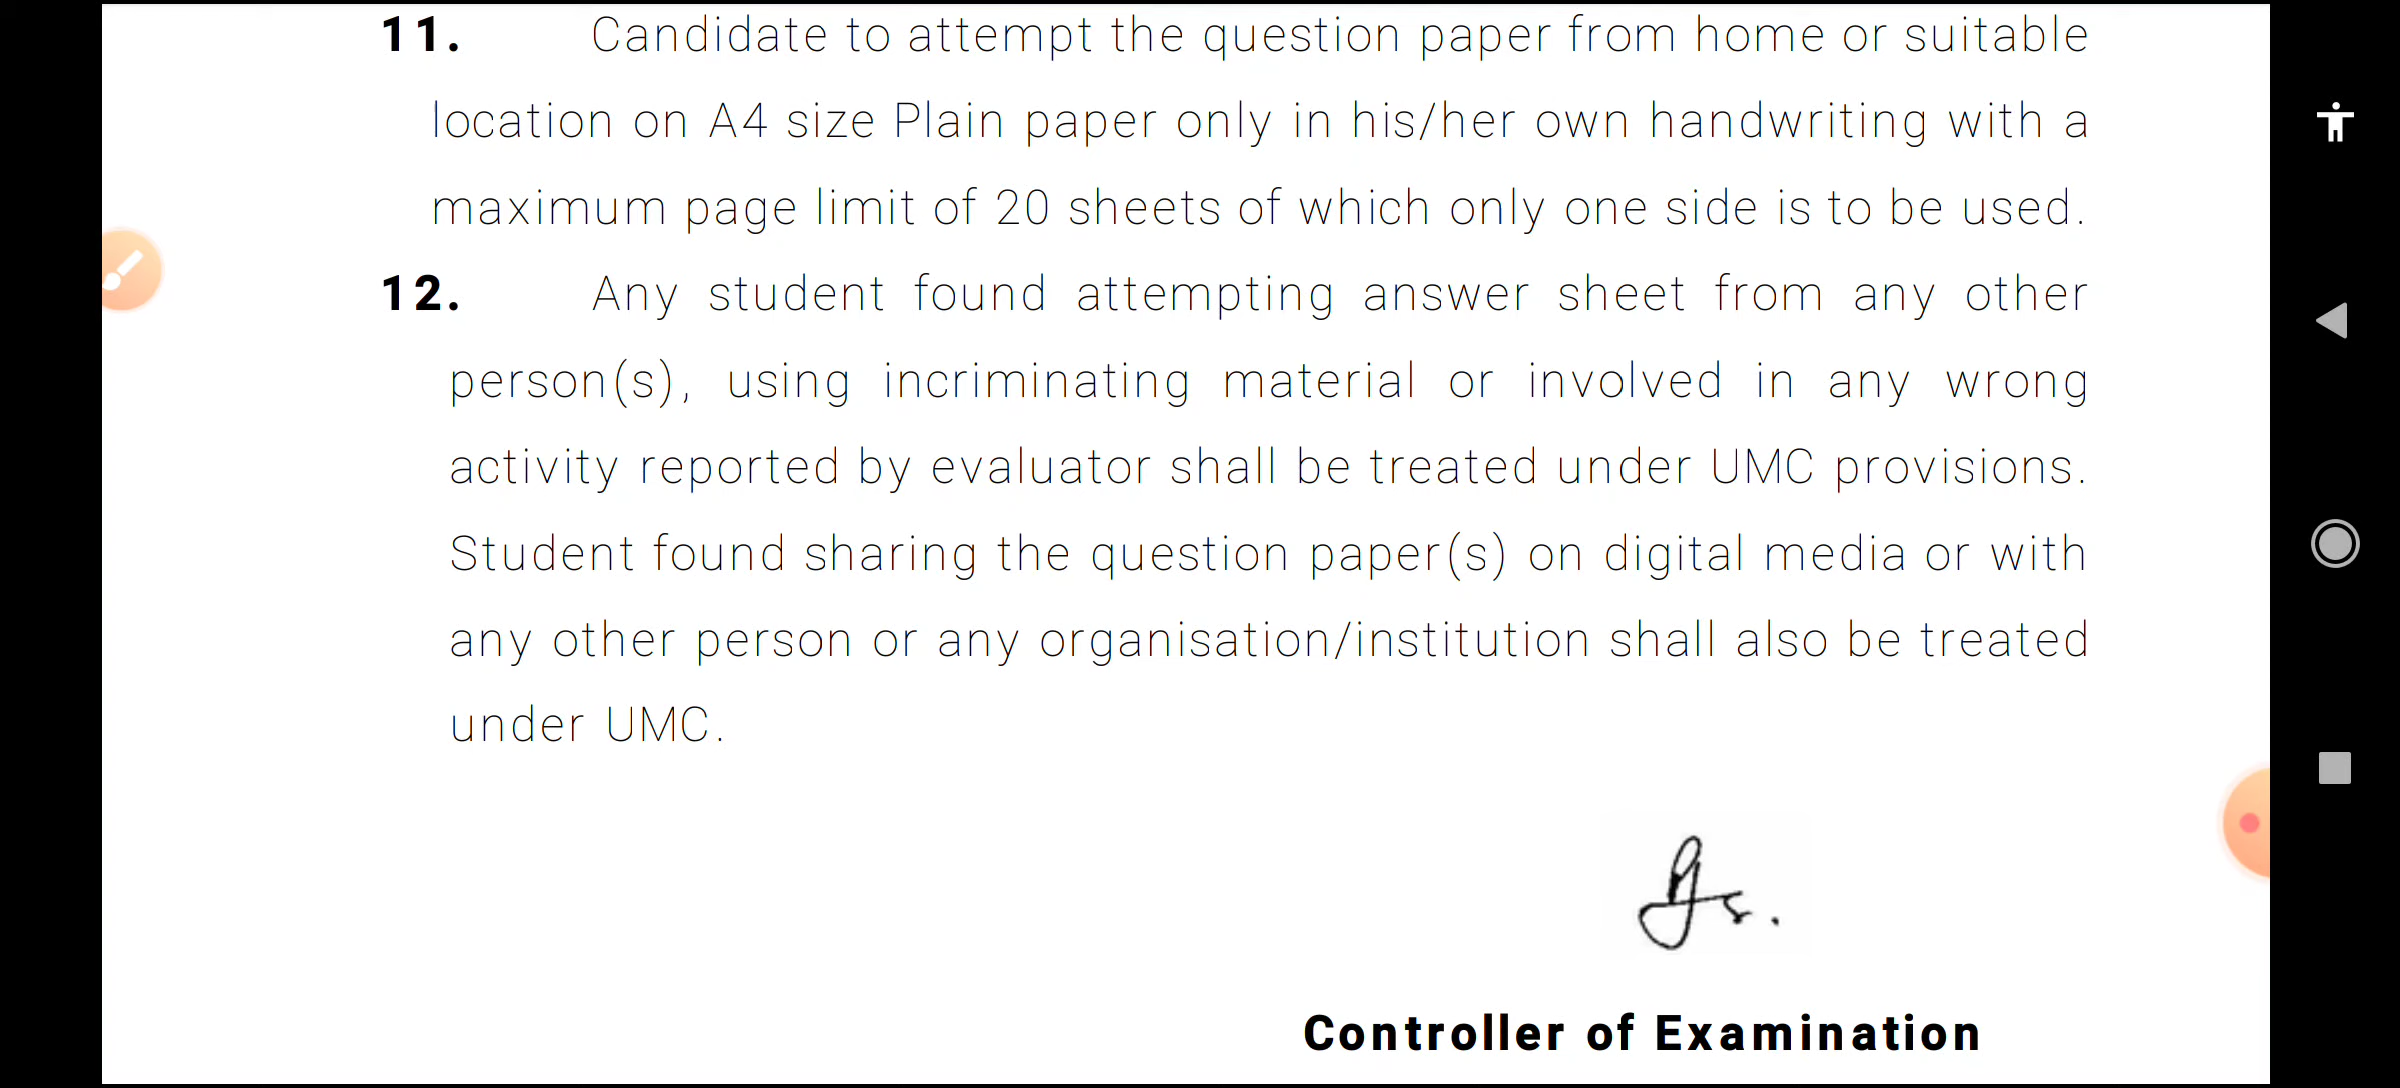 11. Candidate to attempt the question paper from home or suitable
location on A4 size Plain paper only in his/her own handwriting with a
maximum page limit of 20 sheets of which only one side is to be used.
12. Any student found attempting answer sheet from any other
person(s), using incriminating material or involved in any wrong
activity reported by evaluator shall be treated under UMC provisions.
Student found sharing the question paper(s) on digital media or with
any other person or any organisation/institution shall also be treated
under UMC.
Controller of Examination